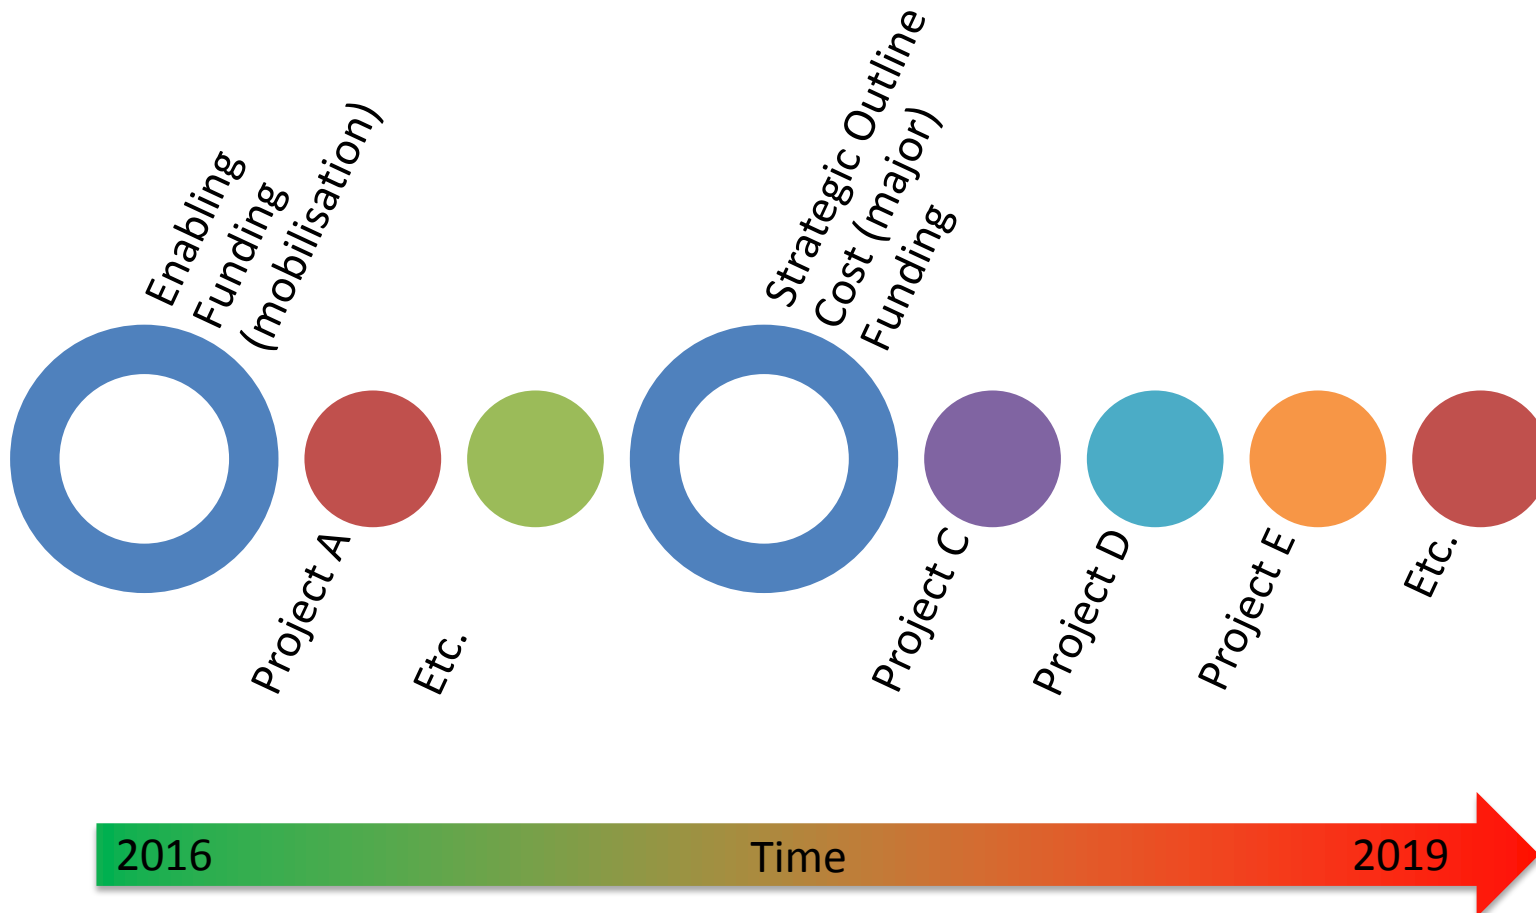 Enabling
Funding
(mobilisation)
Strategic Outline
Cost (major)
Funding
Project A
Etc.
Project C
Project D
Project E
Etc.
2016
Time
2019